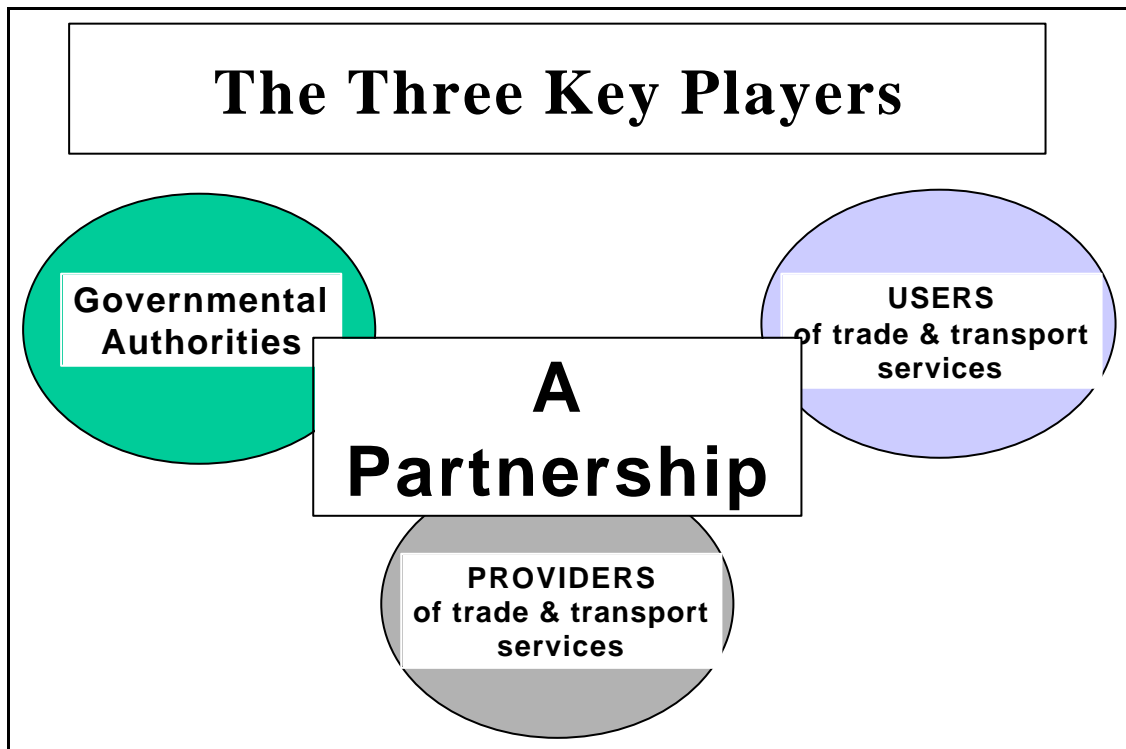 The Three Key Players
Governmental
Authorities
USERS
of trade & transport
services
A
Partnership
PROVIDERS
of trade & transport
services